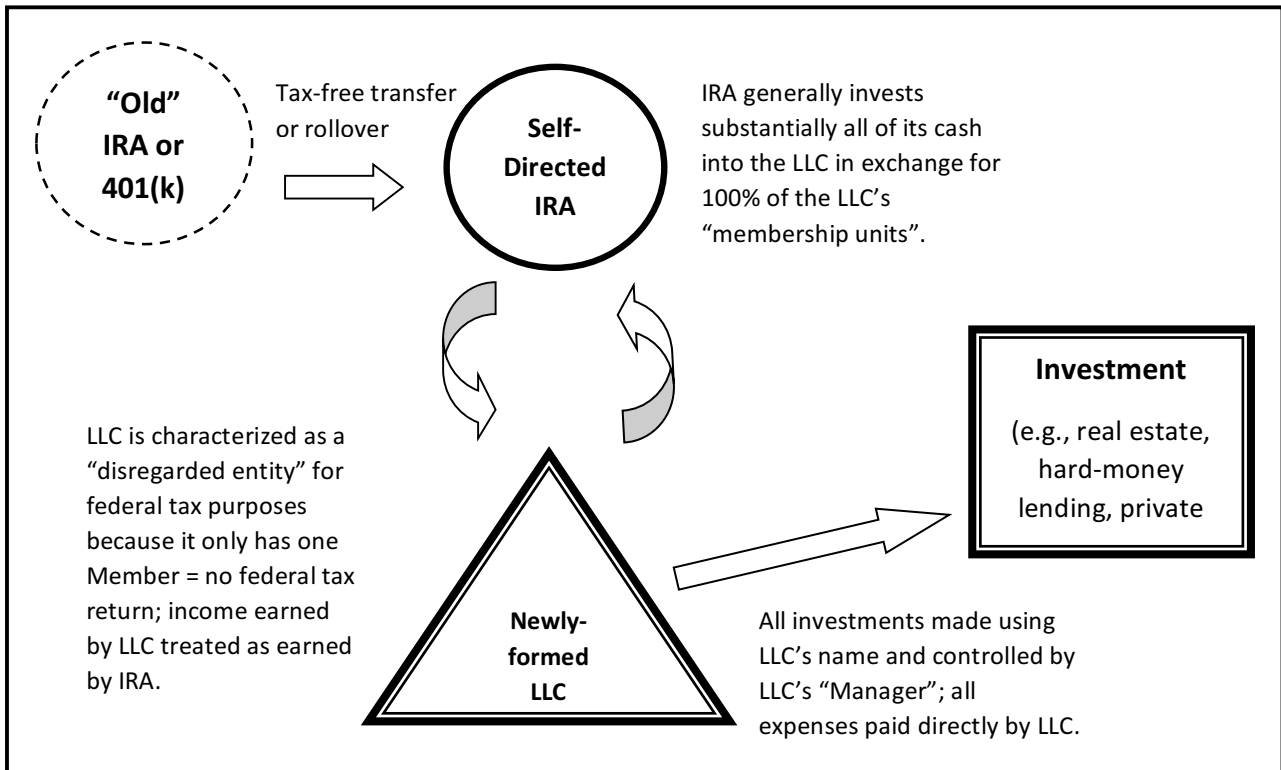 “Old”
IRA or
401(k)
Tax-free transfer
or rollover
Self-
Directed
IRA
IRA generally invests
substantially all of its cash
into the LLC in exchange for
100% of the LLC’s
“membership units”.
Investment
(e.g., real estate,
hard-money
lending, private
LLC is characterized as a
“disregarded entity” for
federal tax purposes
because it only has one
Member = no federal tax
return; income earned
by LLC treated as earned
by IRA.
Newly-
formed
LLC
All investments made using
LLC’s name and controlled by
LLC’s “Manager”; all
expenses paid directly by LLC.